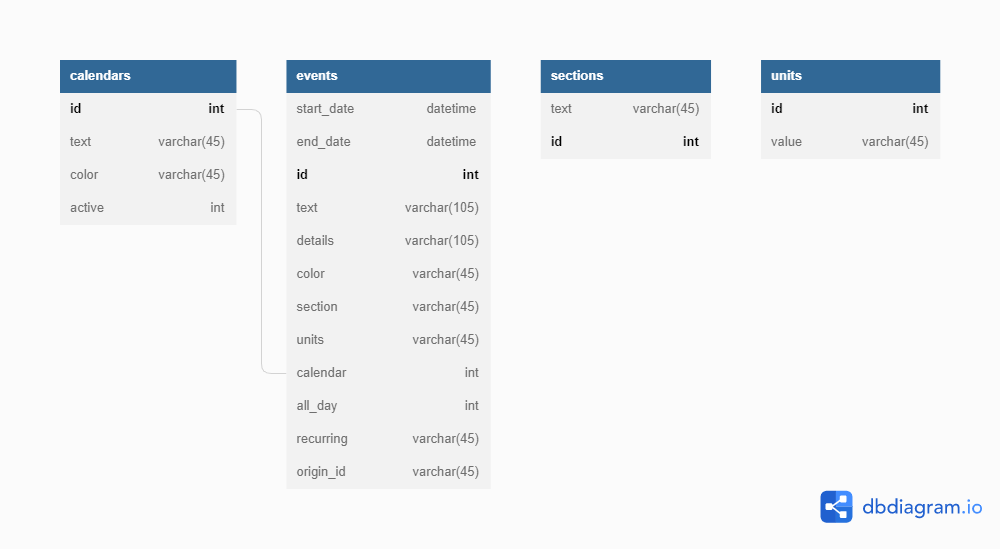 calendars
id int
text varchar(45)
color varchar(45)
active int
events
start_date datetime
end_date datetime
id int
text varchar(105)
details varchar(105)
color varchar(45)
section varchar(45)
units varchar(45)
calendar int
all_day int
recurring varchar(45)
origin_id varchar(45)
sections
text varchar(45)
id int
units
id int
value varchar(45)
dbdiagram.io